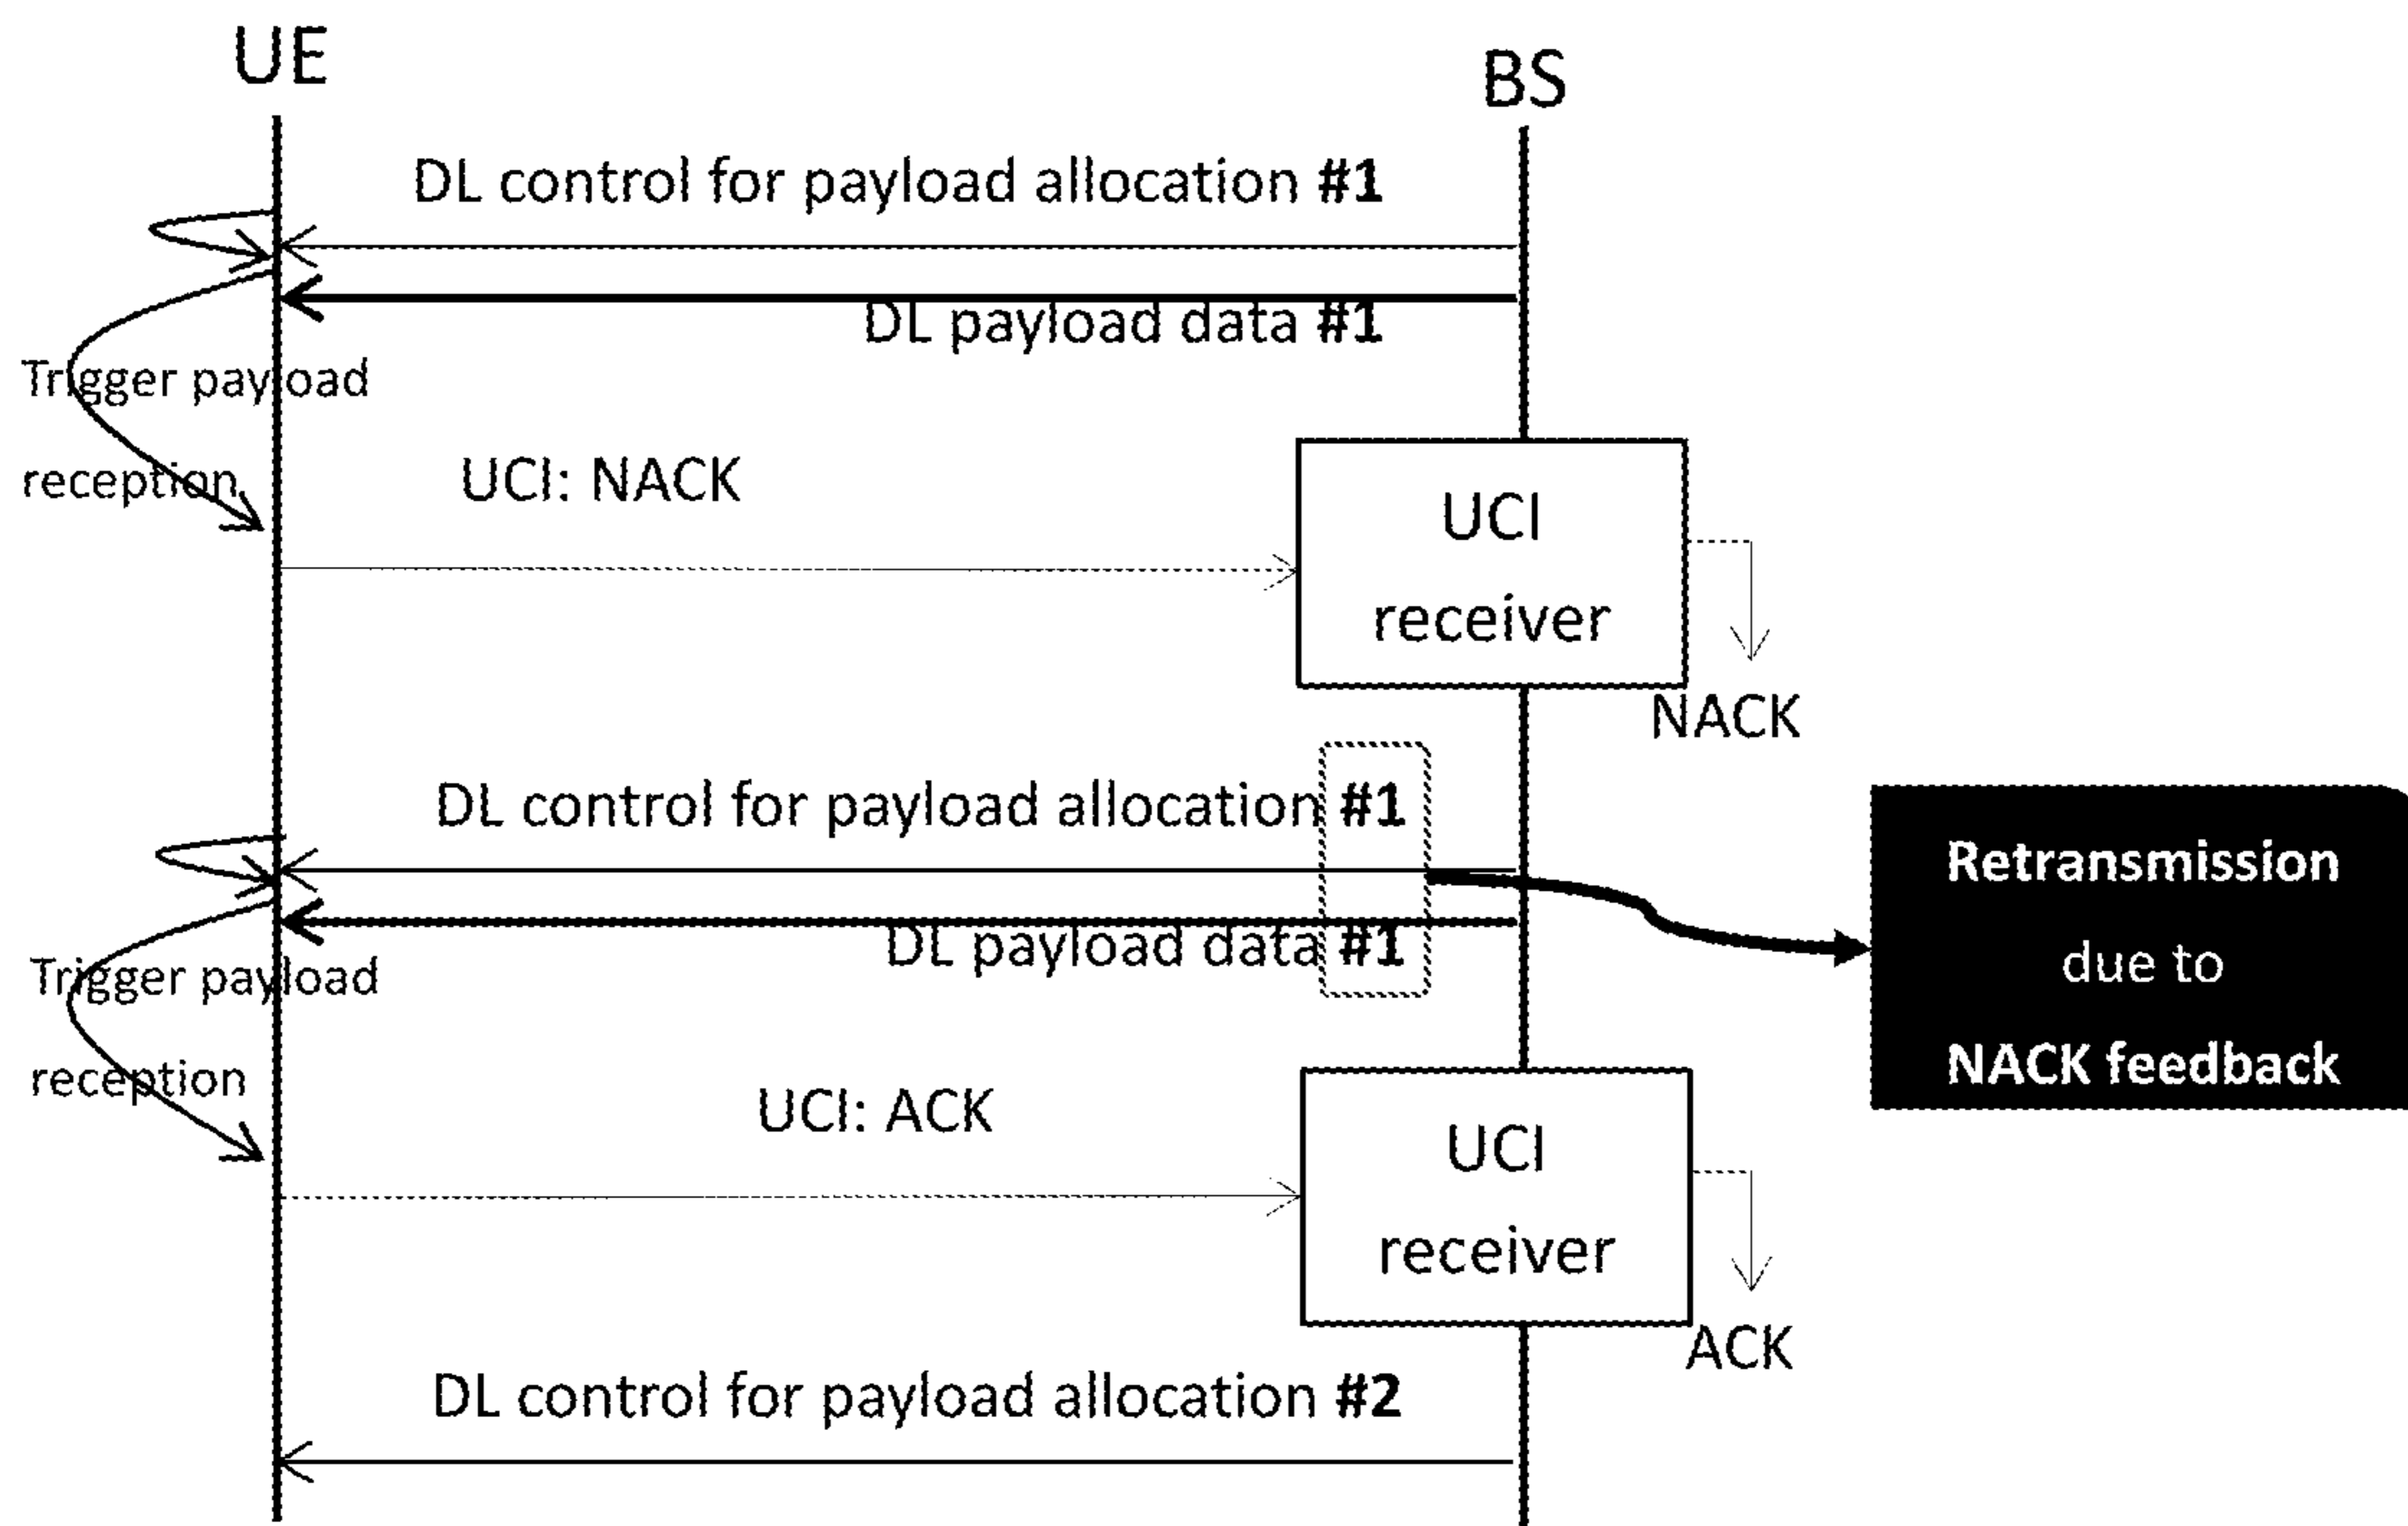 UE
BS
DL control for payload allocation #1
DL payload data #1
Trigger payload
reception
UCI: NACK
UCI
receiver
NACK
DL control for payload allocation #1
DL payload data #1
Retransmission
due to
NACK feedback
Trigger payload
reception
UCI: ACK
UCI
receiver
ACK
DL control for payload allocation #2